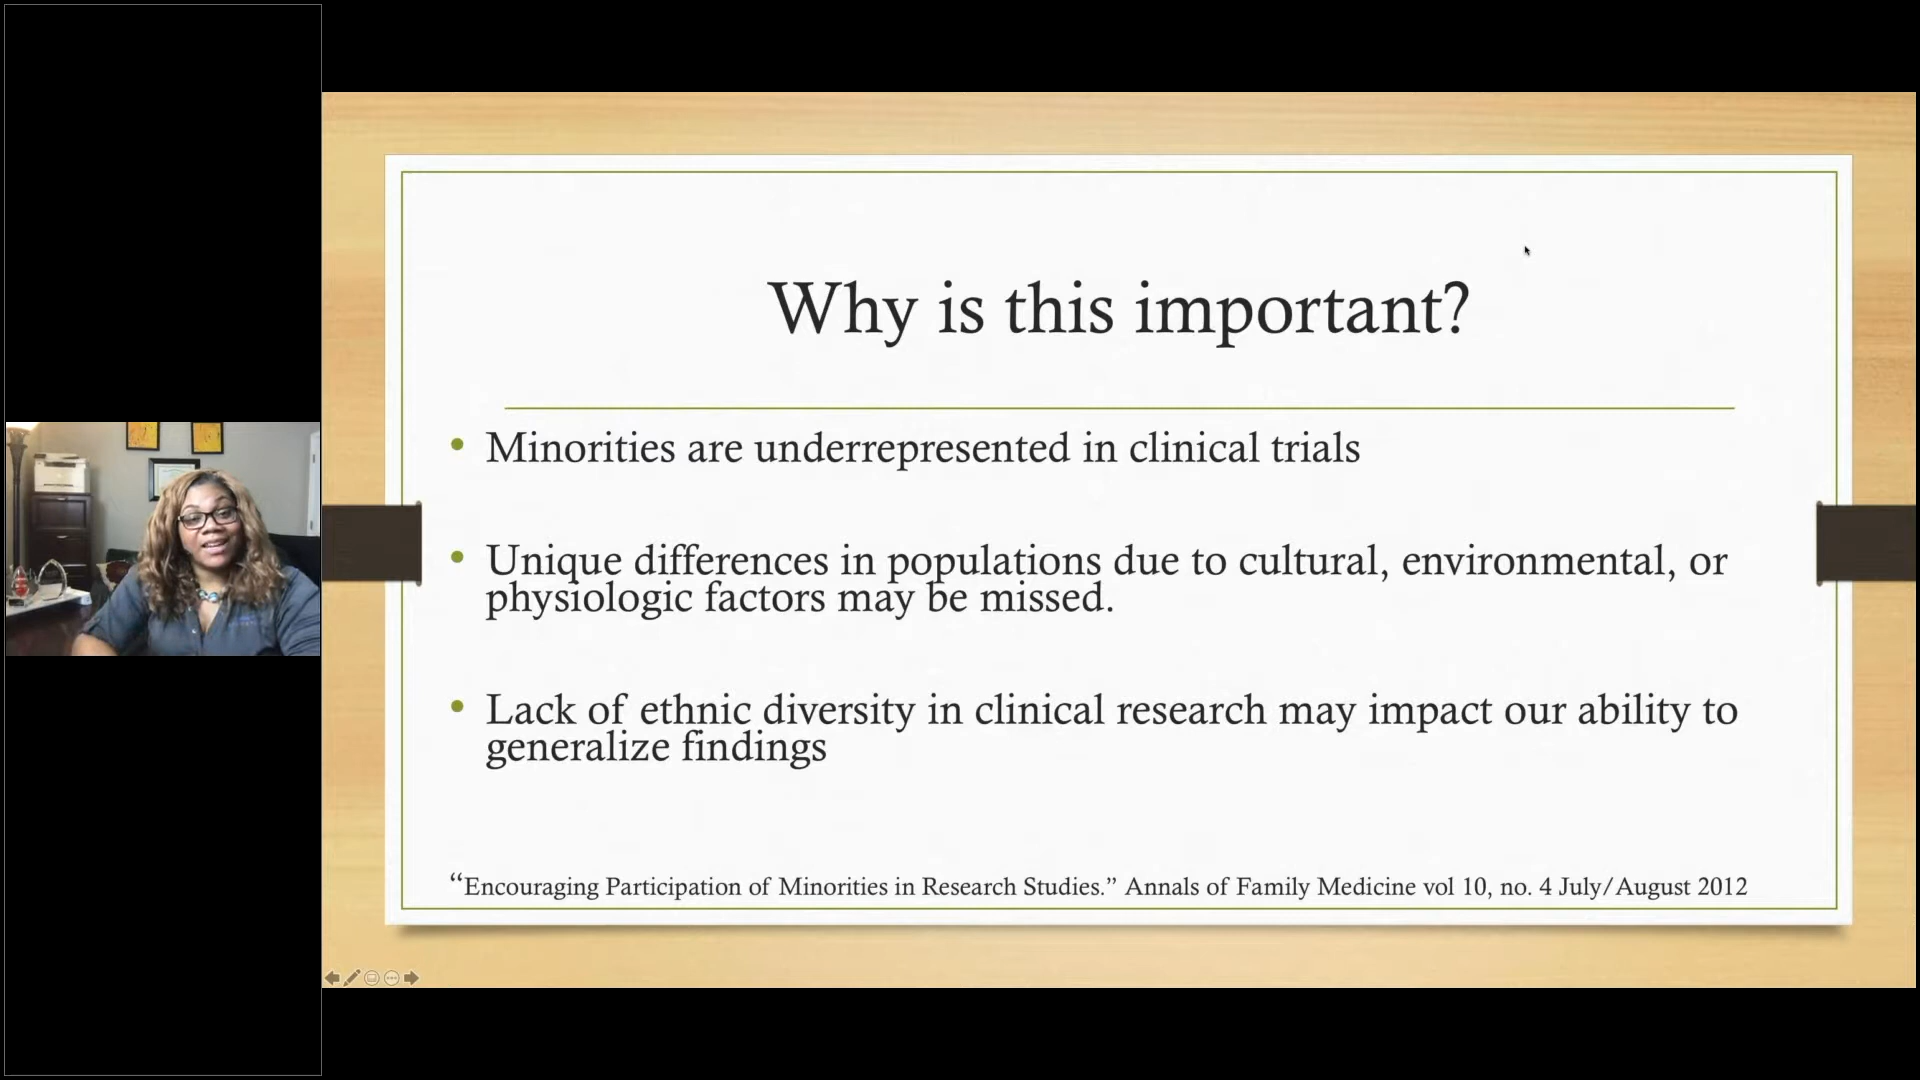 Why is this important?
• Minorities are underrepresented in clinical trials
• Unique differences in populations due to cultural, environmental, or
physiologic factors may be missed.
• Lack of ethnic diversity in clinical research may impact our ability to
generalize findings
“Encouraging Participation of Minorities in Research Studies.” Annals of Family Medicine vol 10, no. 4 July/August 2012